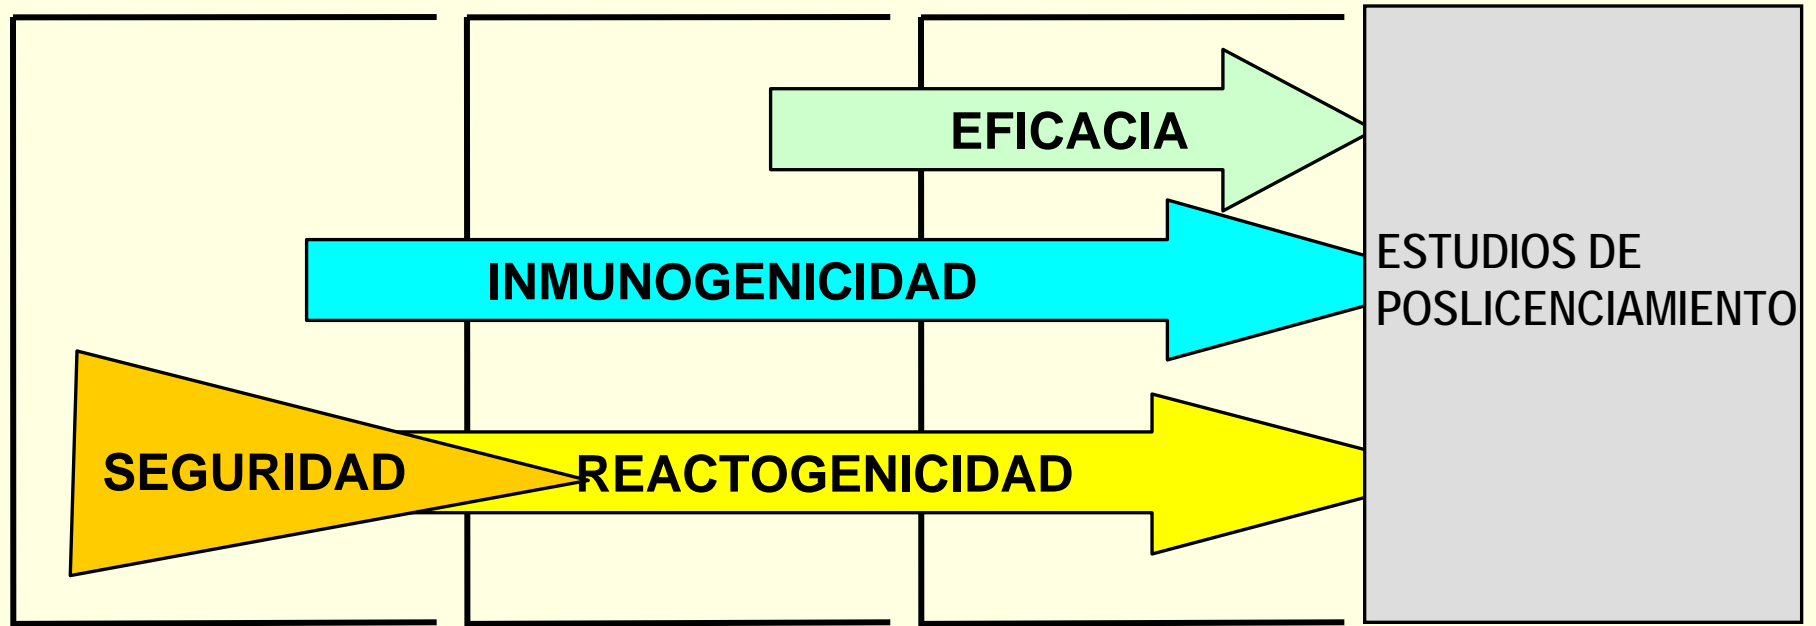 EFICACIA
INMUNOGENICIDAD
ESTUDIOS DE
POSLICENCIAMIENTO
SEGURIDAD
REACTOGENICIDAD